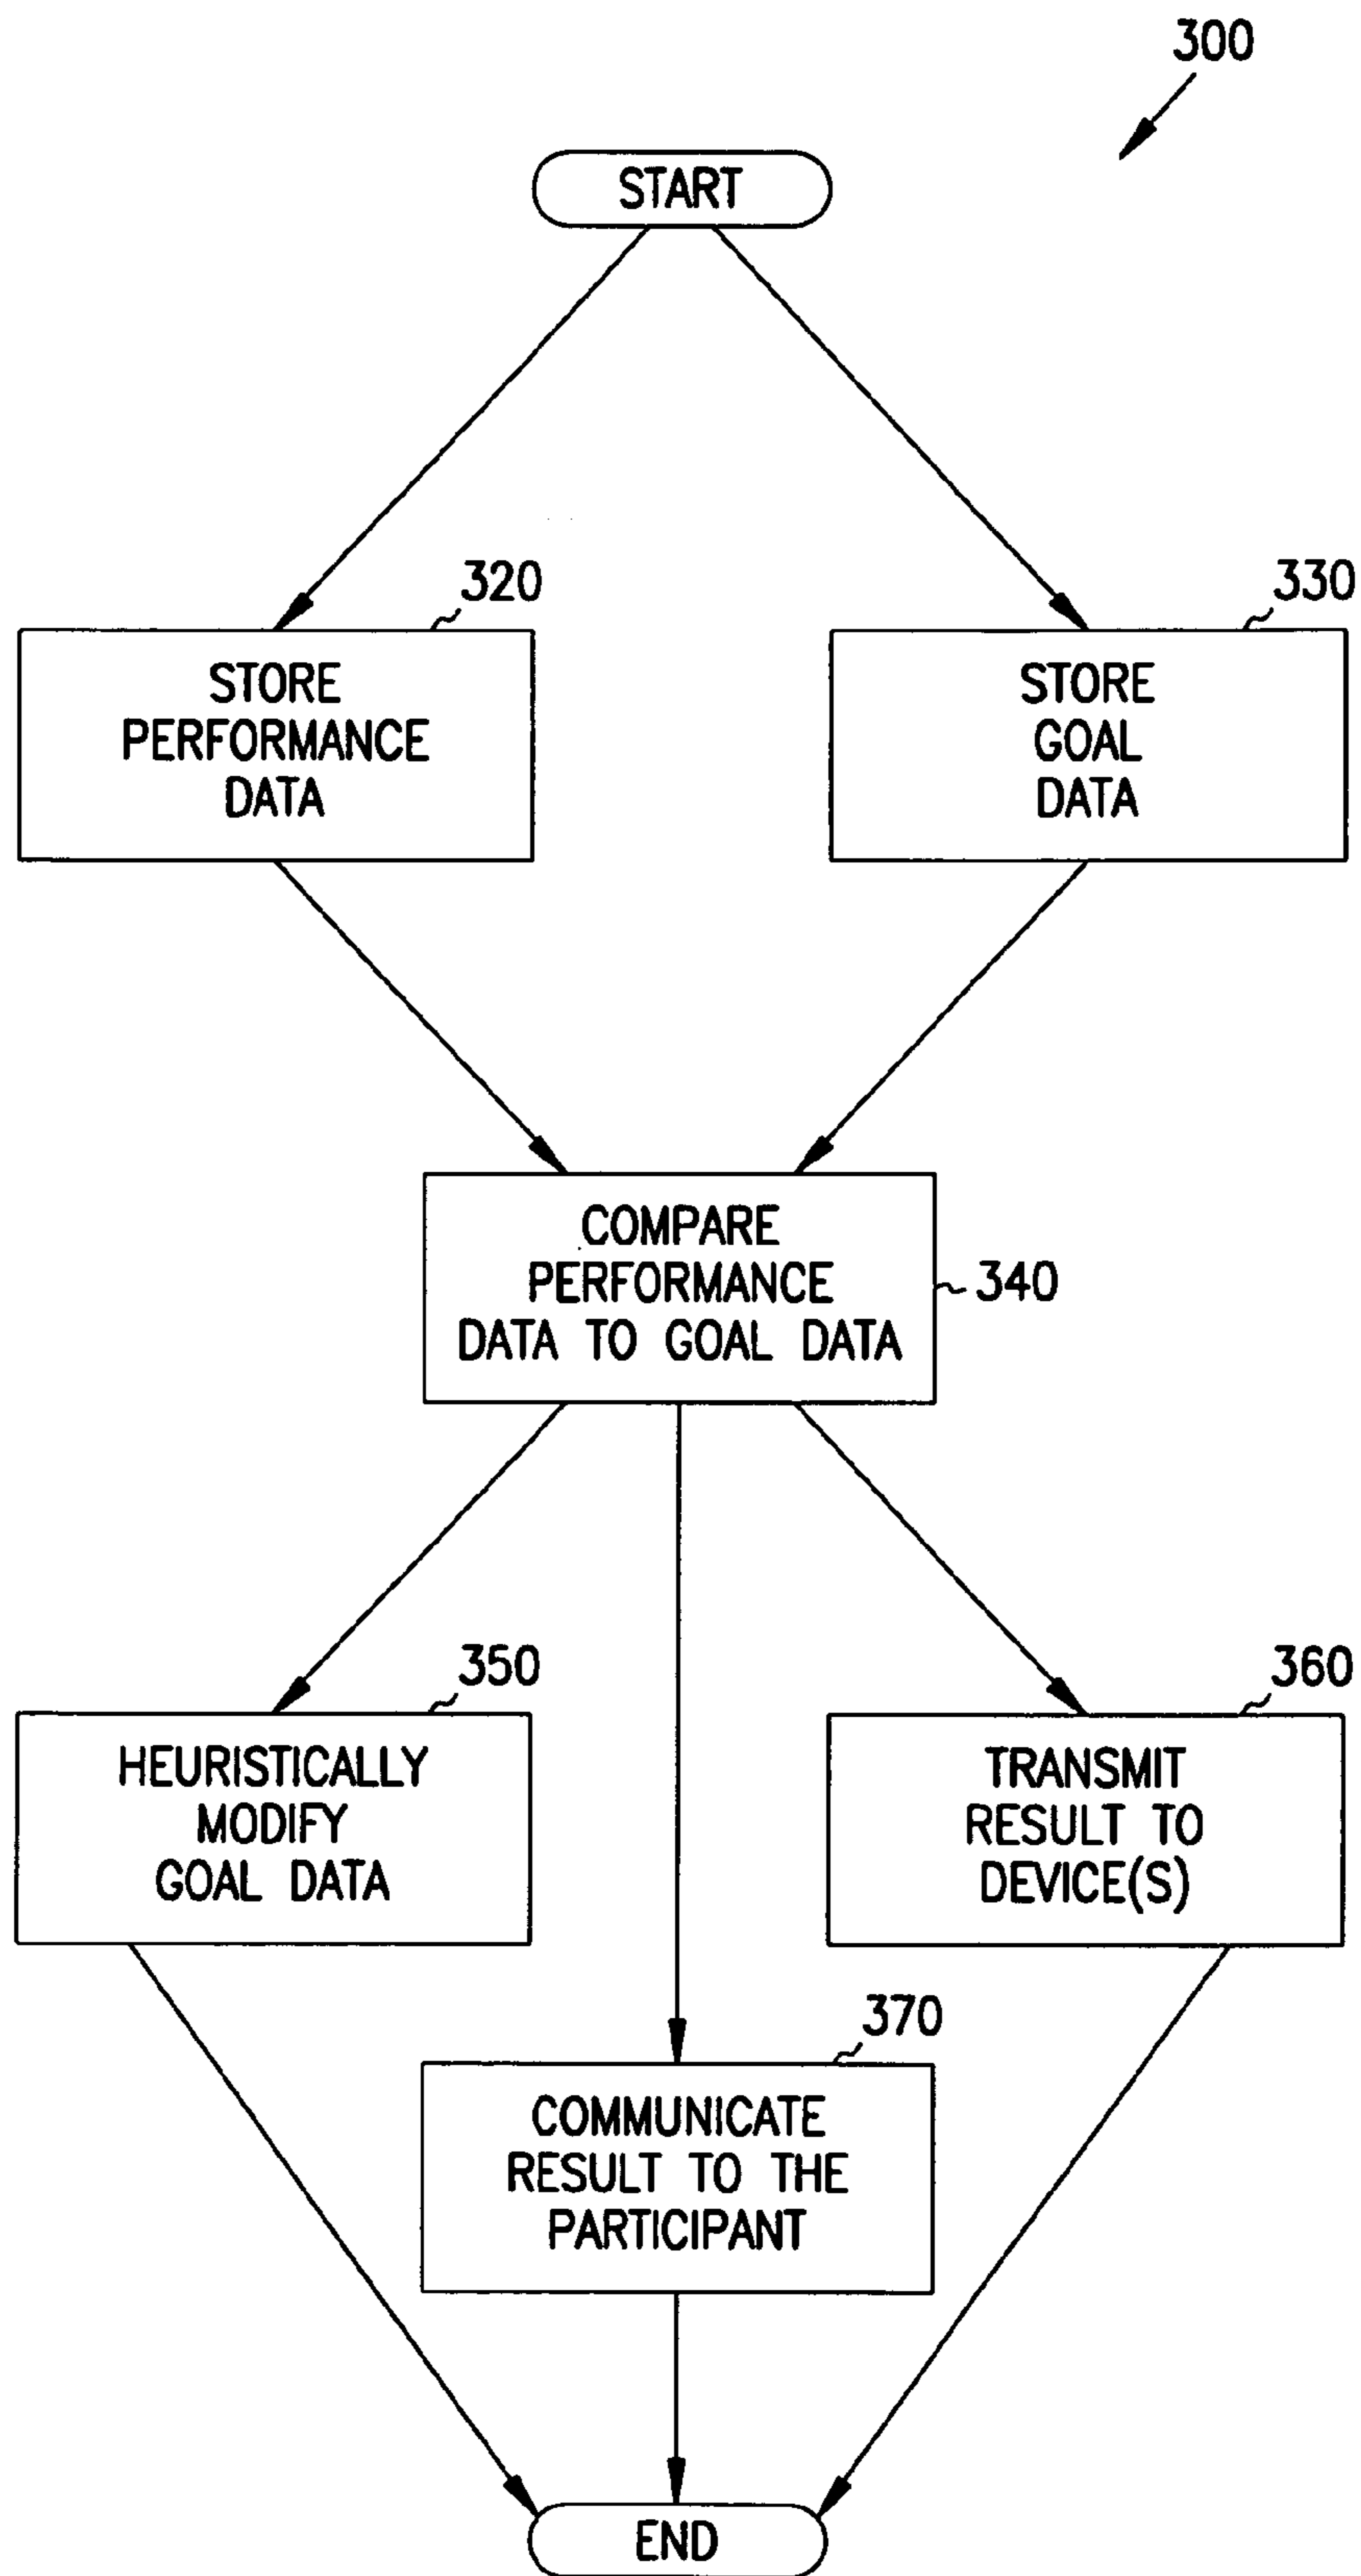 300
START
320
STORE
PERFORMANCE
DATA
330
STORE
GOAL
DATA
COMPARE
PERFORMANCE
DATA TO GOAL DATA
340
350
HEURISTICALLY
MODIFY
GOAL DATA
360
TRANSMIT
RESULT TO
DEVICE(S)
370
COMMUNICATE
RESULT TO THE
PARTICIPANT
END